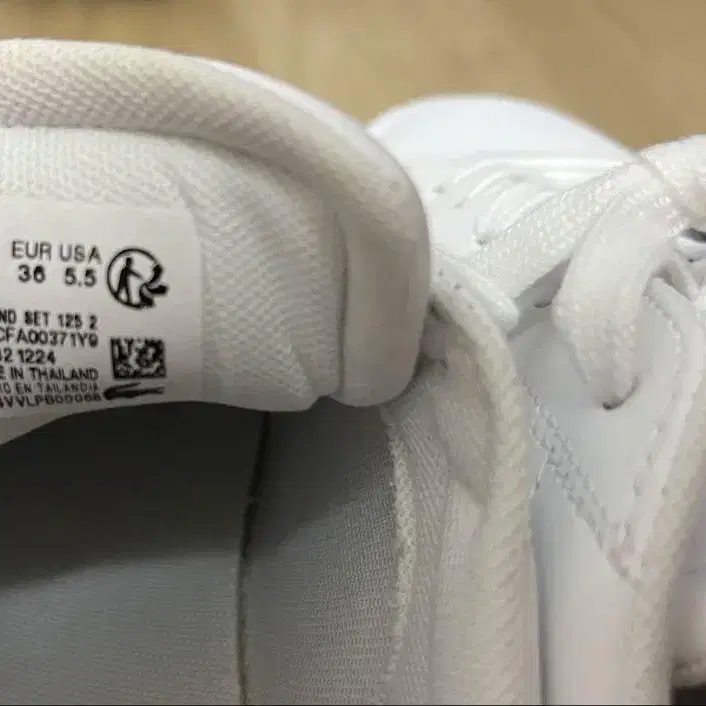 EUR USA
36 5.5
ND SET 125 2
CFA00371Y9
2 1224
E IN THAILAND
O EN TAILANDIA